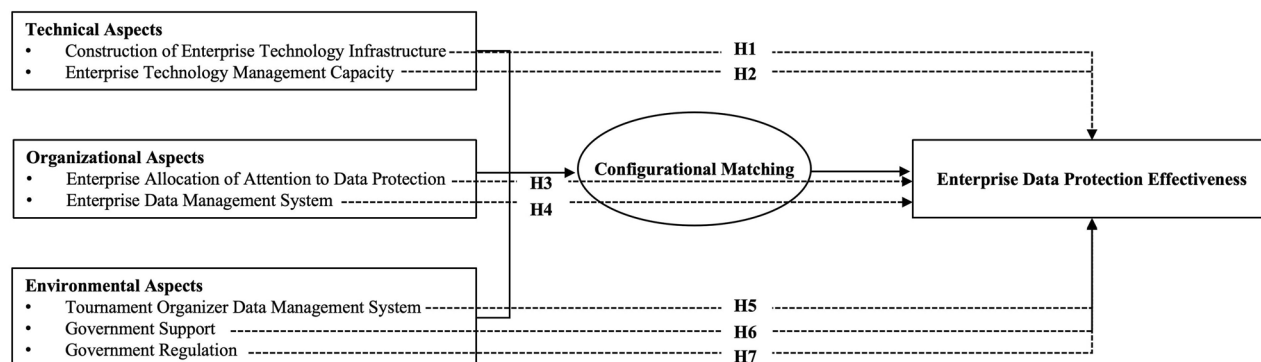 Technical Aspects
• Construction of Enterprise Technology Infrastructure
• Enterprise Technology Management Capacity
H1
H2
Organizational Aspects
• Enterprise Allocation of Attention to Data Protection
• Enterprise Data Management System
H3
H4
Configurational Matching
Enterprise Data Protection Effectiveness
Environmental Aspects
• Tournament Organizer Data Management System
• Government Support
• Government Regulation
H5
H6
H7